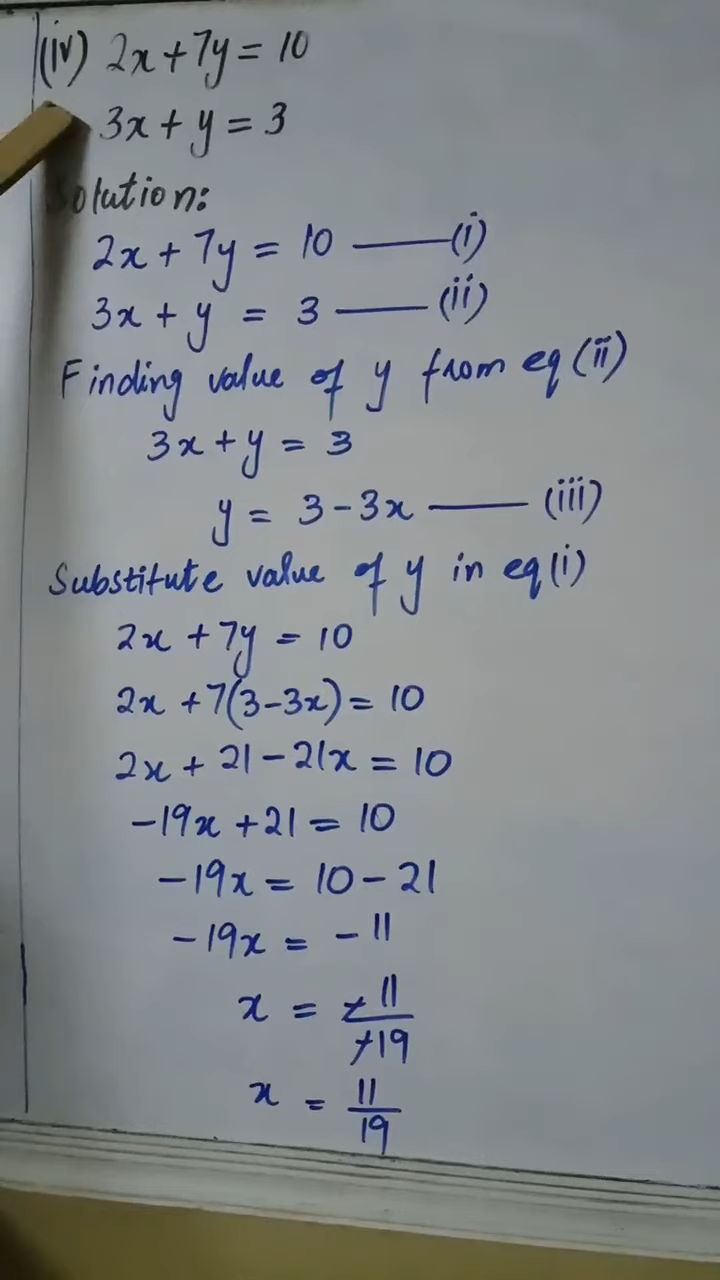 (iv) 2x + 7y = 10
3x + y = 3
Solution:
2x + 7y = 10 —— (i)
3x + y = 3 —— (ii)
Finding value of y from eq (ii)
3x + y = 3
y = 3 - 3x —— (iii)
Substitute value of y in eq (i)
2x + 7y = 10
2x + 7(3 - 3x) = 10
2x + 21 - 21x = 10
-19x + 21 = 10
-19x = 10 - 21
-19x = -11
x = -11/-19
x = 11/19